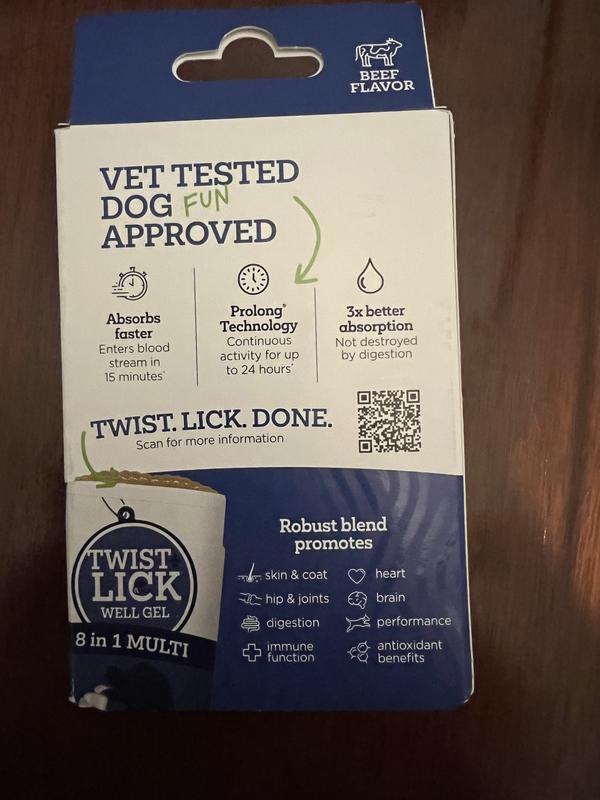 BEEF
FLAVOR
VET TESTED
DOG FUN
APPROVED
Absorbs
faster
Enters blood
stream in
15 minutes*
Prolong®
Technology
Continuous
activity for up
to 24 hours*
3x better
absorption
Not destroyed
by digestion
TWIST. LICK. DONE.
Scan for more information
TWIST
LICK
WELL GEL
8 in 1 MULTI
Robust blend
promotes
skin & coat
heart
hip & joints
brain
digestion
performance
immune
function
antioxidant
benefits